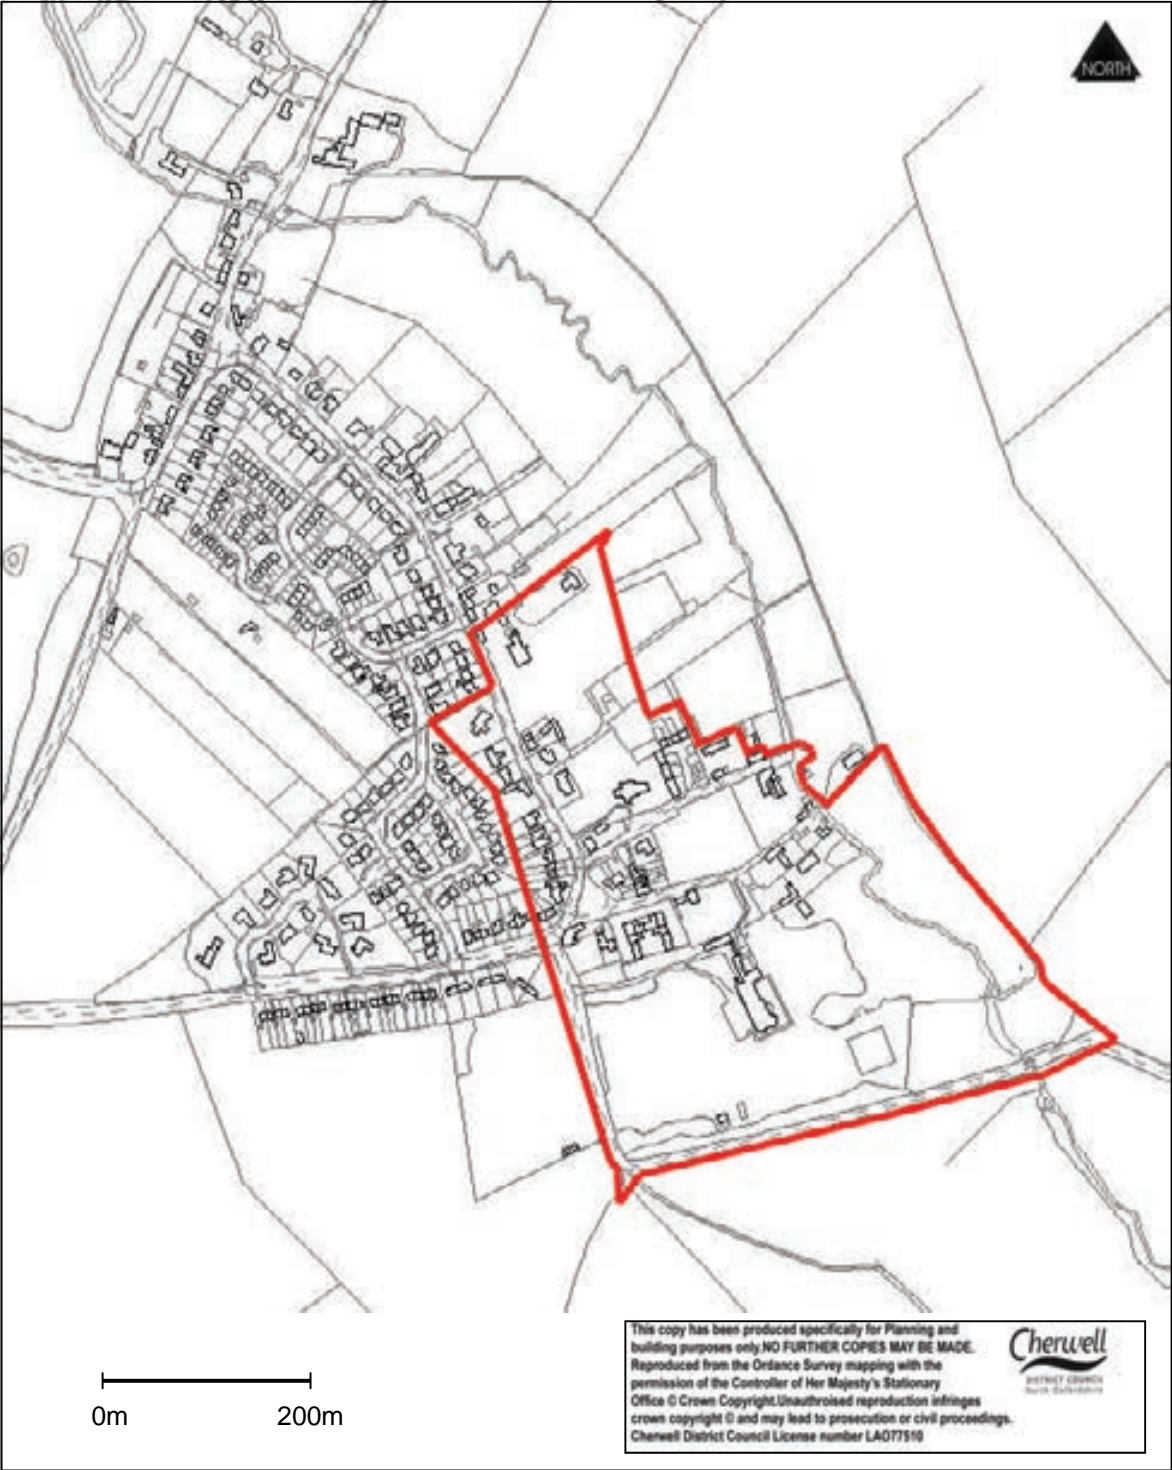 NORTH
0m 200m
This copy has been produced specifically for Planning and
building purposes only.NO FURTHER COPIES MAY BE MADE.
Reproduced from the Ordance Survey mapping with the
permission of the Controller of Her Majesty's Stationary
Office © Crown Copyright.Unauthroised reproduction infringes
crown copyright © and may lead to prosecution or civil proceedings.
Cherwell District Council License number LAO77510
Cherwell
DISTRICT COUNCIL
North Oxfordshire